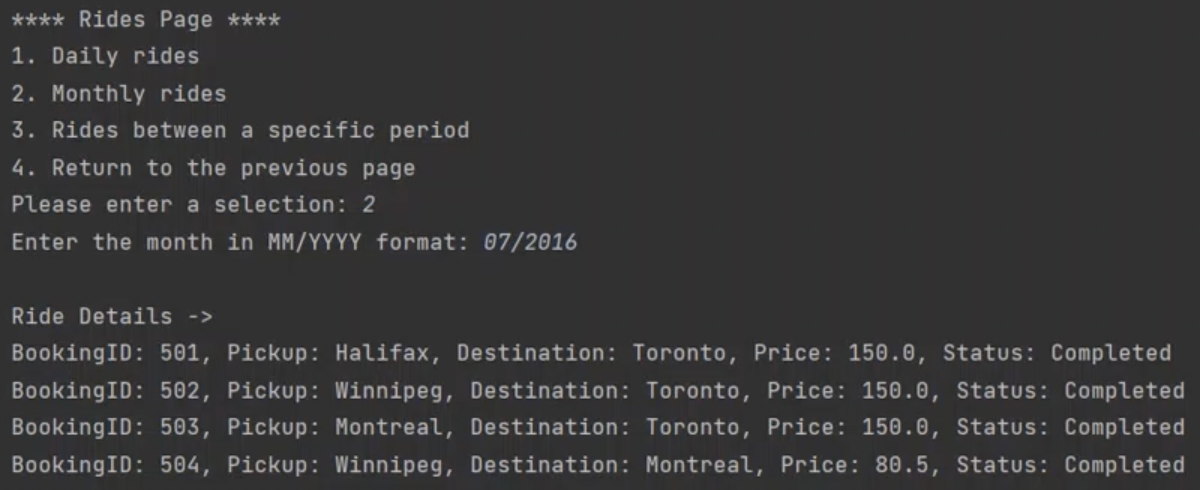 **** Rides Page ****
1. Daily rides
2. Monthly rides
3. Rides between a specific period
4. Return to the previous page
Please enter a selection: 2
Enter the month in MM/YYYY format: 07/2016
Ride Details ->
BookingID: 501, Pickup: Halifax, Destination: Toronto, Price: 150.0, Status: Completed
BookingID: 502, Pickup: Winnipeg, Destination: Toronto, Price: 150.0, Status: Completed
BookingID: 503, Pickup: Montreal, Destination: Toronto, Price: 150.0, Status: Completed
BookingID: 504, Pickup: Winnipeg, Destination: Montreal, Price: 80.5, Status: Completed